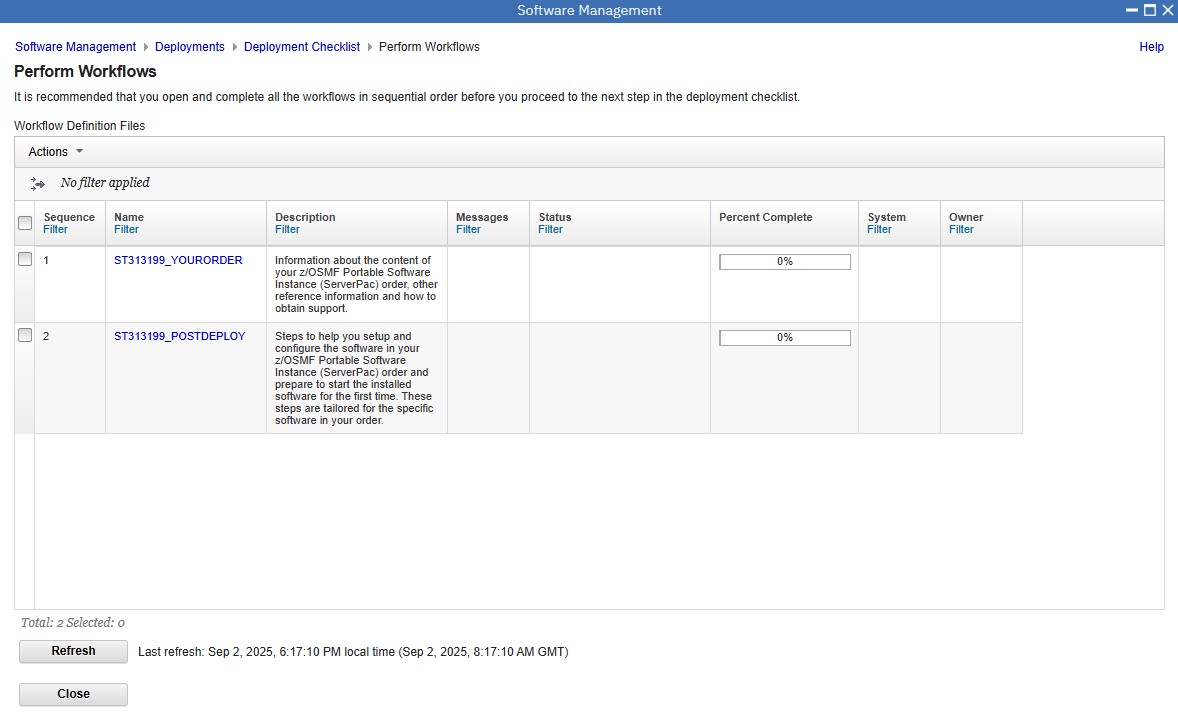 Software Management
Software Management Deployments Deployment Checklist Perform Workflows Help
Perform Workflows
It is recommended that you open and complete all the workflows in sequential order before you proceed to the next step in the deployment checklist.
Workflow Definition Files
Actions
No filter applied
Sequence Name Description Messages Status Percent Complete System Owner
Filter Filter Filter Filter Filter Filter Filter
1 ST313199_YOURORDER Information about the content of 0%
your z/OSMF Portable Software
Instance (ServerPac) order, other
reference information and how to
obtain support.
2 ST313199_POSTDEPLOY Steps to help you setup and 0%
configure the software in your
z/OSMF Portable Software
Instance (ServerPac) order and
prepare to start the installed
software for the first time. These
steps are tailored for the specific
software in your order.
Total: 2 Selected: 0
Refresh Last refresh: Sep 2, 2025, 6:17:10 PM local time (Sep 2, 2025, 8:17:10 AM GMT)
Close